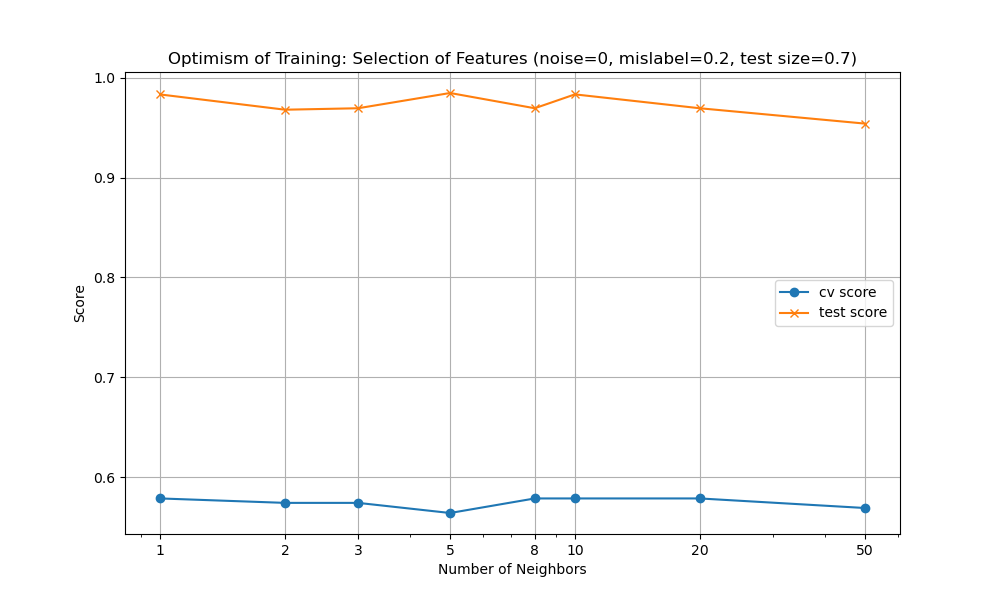 Optimism of Training: Selection of Features (noise=0, mislabel=0.2, test size=0.7)
1.0
0.9
0.8
0.7
0.6
Score
cv score
test score
1 2 3 5 8 10 20 50
Number of Neighbors